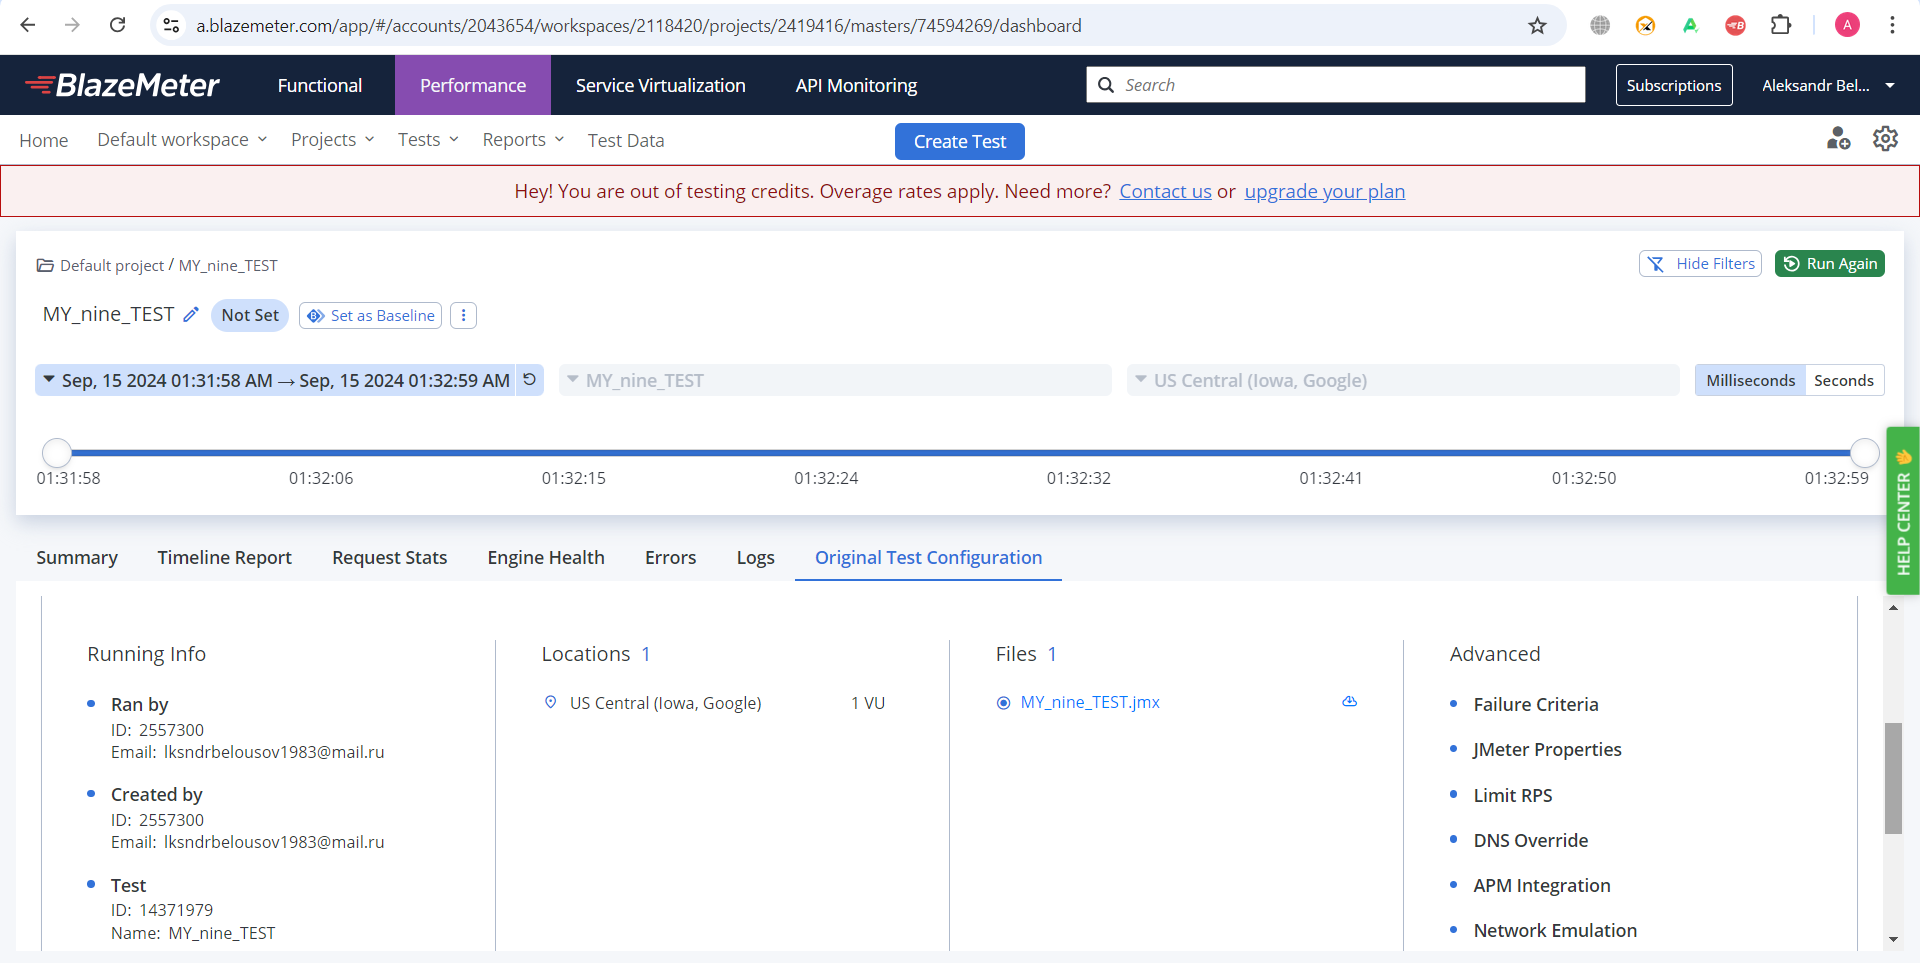 a.blazemeter.com/app/#/accounts/2043654/workspaces/2118420/projects/2419416/masters/74594269/dashboard
A
BlazeMeter
Functional
Performance
Service Virtualization
API Monitoring
Search
Subscriptions
Aleksandr Bel...
Home
Default workspace
Projects
Tests
Reports
Test Data
Create Test
Hey! You are out of testing credits. Overage rates apply. Need more? Contact us or upgrade your plan
Default project / MY_nine_TEST
Hide Filters
Run Again
MY_nine_TEST
Not Set
Set as Baseline
Sep, 15 2024 01:31:58 AM → Sep, 15 2024 01:32:59 AM
MY_nine_TEST
US Central (Iowa, Google)
Milliseconds
Seconds
01:31:58
01:32:06
01:32:15
01:32:24
01:32:32
01:32:41
01:32:50
01:32:59
HELP CENTER
Summary
Timeline Report
Request Stats
Engine Health
Errors
Logs
Original Test Configuration
Running Info
Ran by
ID: 2557300
Email: lksndrbelousov1983@mail.ru
Created by
ID: 2557300
Email: lksndrbelousov1983@mail.ru
Test
ID: 14371979
Name: MY_nine_TEST
Locations 1
US Central (Iowa, Google) 1 VU
Files 1
MY_nine_TEST.jmx
Advanced
Failure Criteria
JMeter Properties
Limit RPS
DNS Override
APM Integration
Network Emulation